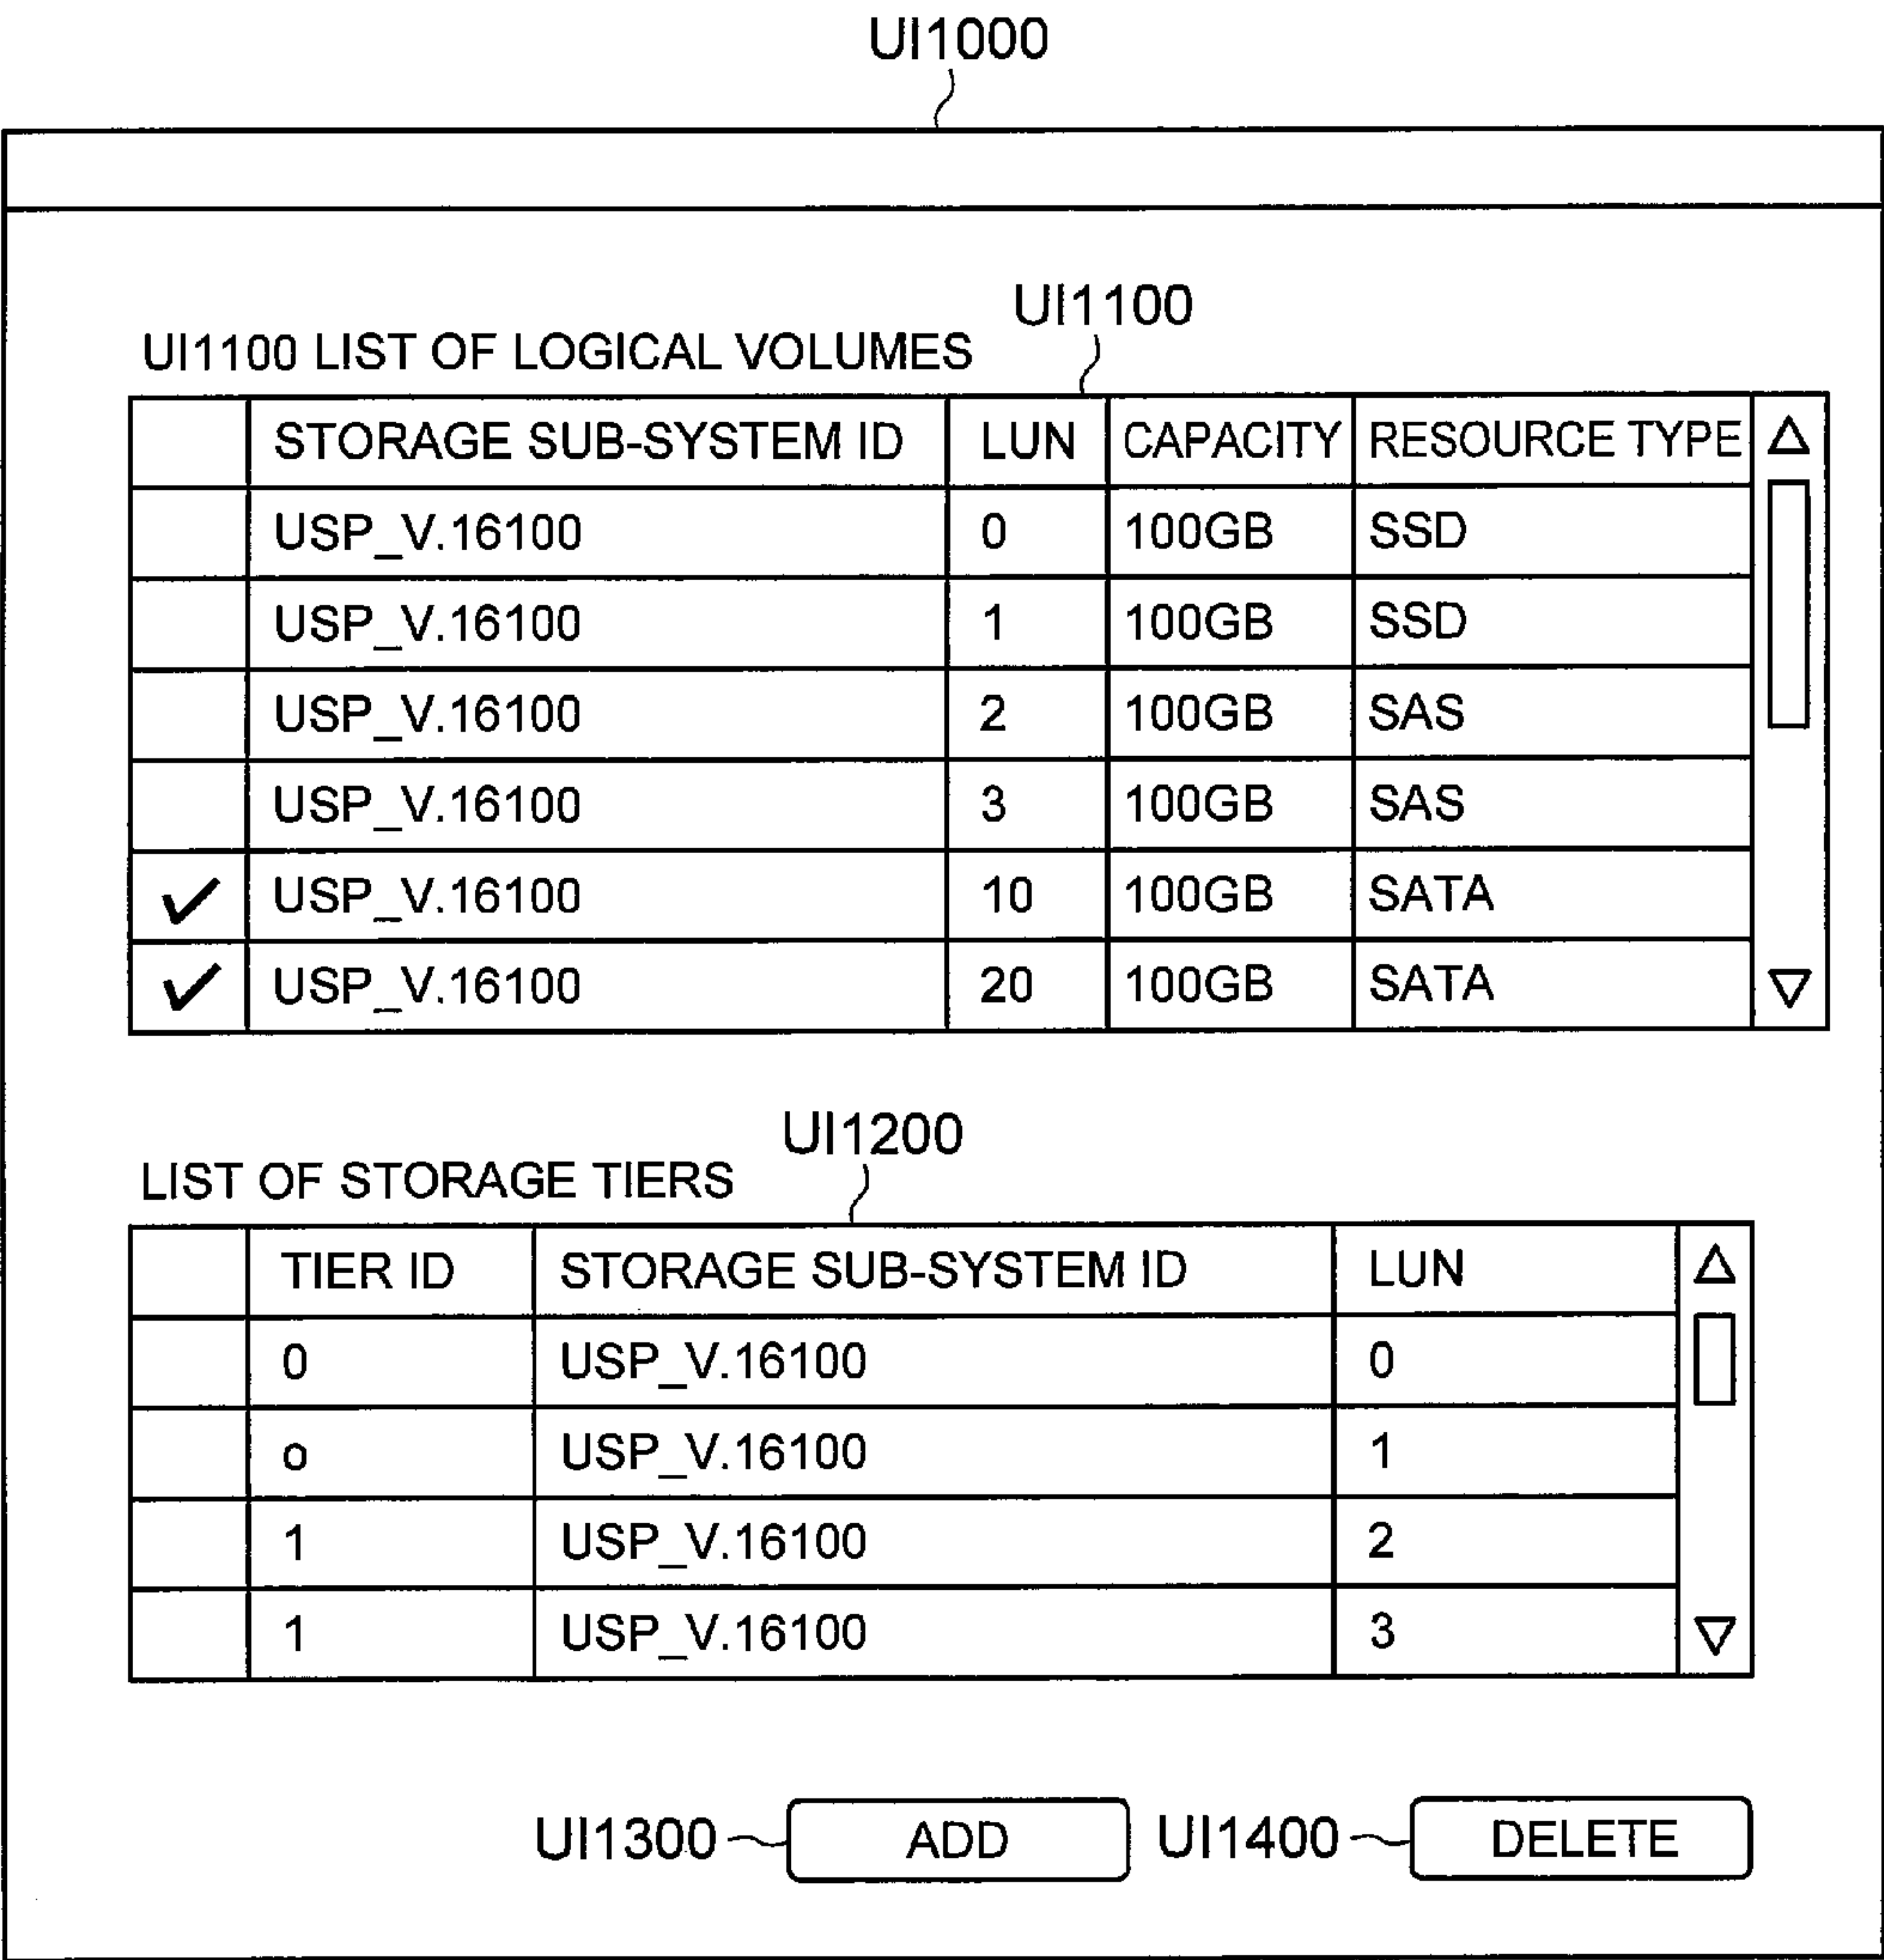 UI1000
UI1100
UI1100 LIST OF LOGICAL VOLUMES
STORAGE SUB-SYSTEM ID LUN CAPACITY RESOURCE TYPE
USP_V.16100 0 100GB SSD
USP_V.16100 1 100GB SSD
USP_V.16100 2 100GB SAS
USP_V.16100 3 100GB SAS
✓ USP_V.16100 10 100GB SATA
✓ USP_V.16100 20 100GB SATA
UI1200
LIST OF STORAGE TIERS
TIER ID STORAGE SUB-SYSTEM ID LUN
0 USP_V.16100 0
o USP_V.16100 1
1 USP_V.16100 2
1 USP_V.16100 3
UI1300 ADD UI1400 DELETE